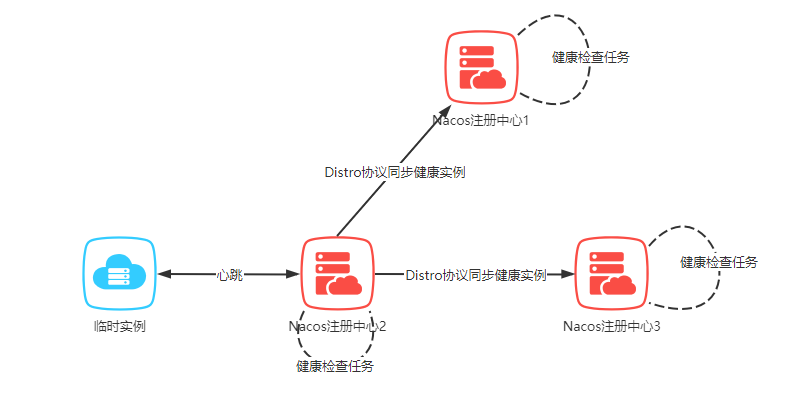 健康检查任务
Nacos注册中心1
Distro协议同步健康实例
健康检查任务
心跳
Distro协议同步健康实例
临时实例
Nacos注册中心2
Nacos注册中心3
健康检查任务